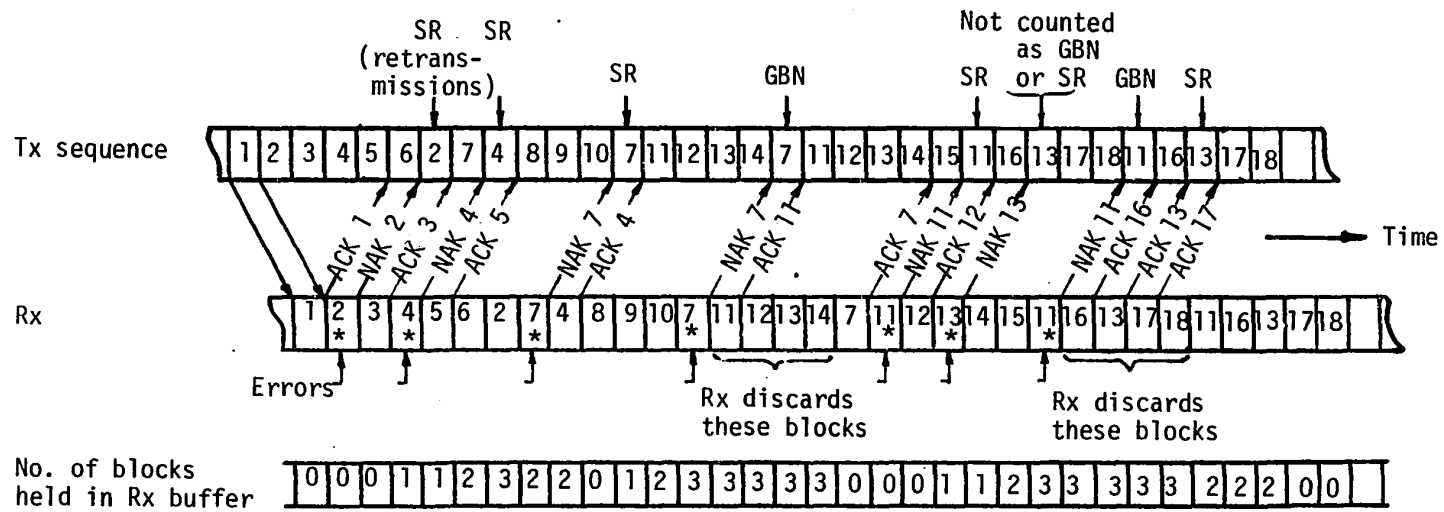 SR SR
(retrans-
missions)
SR
GBN
SR
Not counted
as GBN
or SR
GBN
SR
Tx sequence
1 2 3 4 5 6 2 7 4 8 9 10 7 11 12 13 14 7 11 12 13 14 15 11 16 13 17 18 11 16 13 17 18
ACK 1
NAK 2
ACK 3
NAK 4
ACK 5
NAK 7
ACK 4
NAK 7
ACK 11
ACK 7
NAK 11
ACK 12
NAK 13
NAK 11
ACK 16
ACK 13
ACK 17
Time
Rx
1 2 3 4 5 6 2 7 4 8 9 10 7 11 12 13 14 7 11 12 13 14 15 11 16 13 17 18 11 16 13 17 18
* * * * * * *
Errors
Rx discards
these blocks
Rx discards
these blocks
No. of blocks
held in Rx buffer
0 0 0 1 1 2 3 2 2 0 1 2 3 3 3 3 3 0 0 0 1 1 2 3 3 3 3 3 2 2 2 0 0